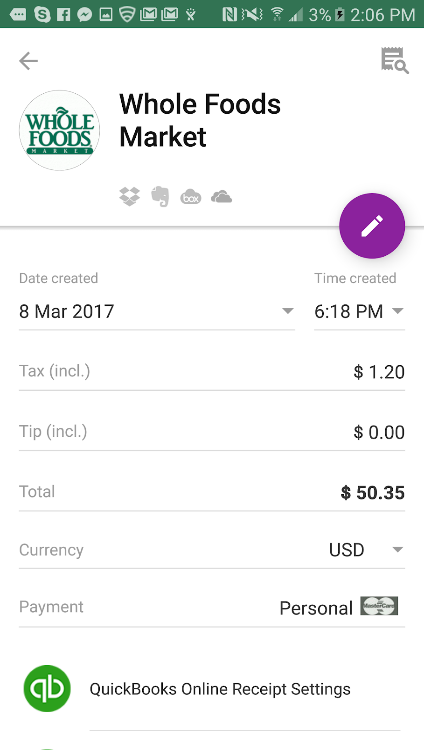 3% 2:06 PM
WHOLE
FOODS
MARKET
Whole Foods
Market
box
Date created
Time created
8 Mar 2017
6:18 PM
Tax (incl.)
$ 1.20
Tip (incl.)
$ 0.00
Total
$ 50.35
Currency
USD
Payment
Personal
MasterCard
qb
QuickBooks Online Receipt Settings